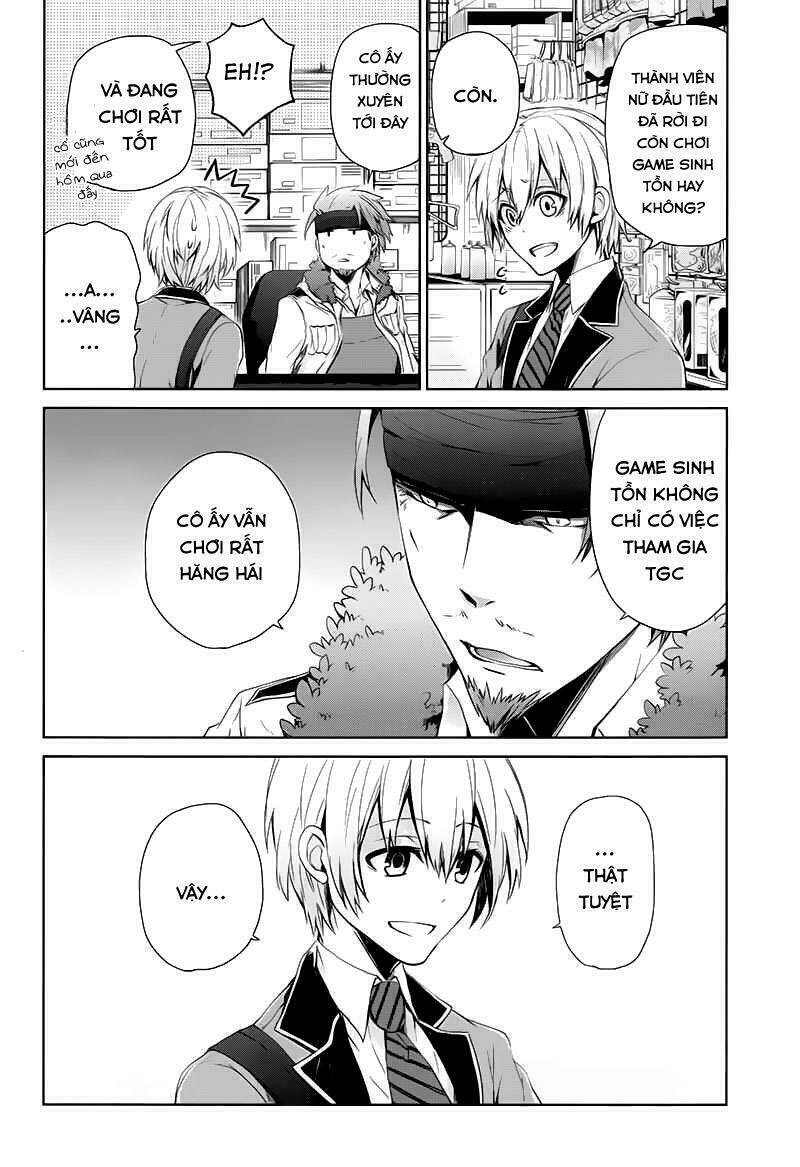 THÀNH VIÊN
NỮ ĐẦU TIÊN
ĐÃ RỜI ĐI
CÒN CHƠI
GAME SINH
TỒN HAY
KHÔNG?
CÒN.
CÔ ẤY
THƯỜNG
XUYÊN
TỚI ĐÂY
EH!?
VÀ ĐANG
CHƠI RẤT
TỐT
cổ cũng
mới đến
hôm qua
đấy
...A...
..VÂNG
...
GAME SINH
TỒN KHÔNG
CHỈ CÓ VIỆC
THAM GIA
TGC
CÔ ẤY VẪN
CHƠI RẤT
HĂNG HÁI
...
THẬT
TUYỆT
VẬY...